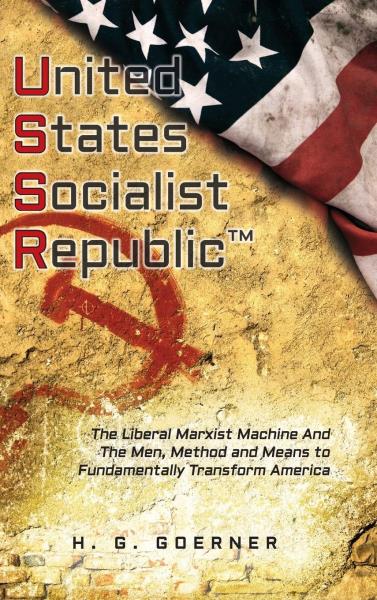 United
States
Socialist
Republic™
The Liberal Marxist Machine And
The Men, Method and Means to
Fundamentally Transform America
H. G. GOERNER